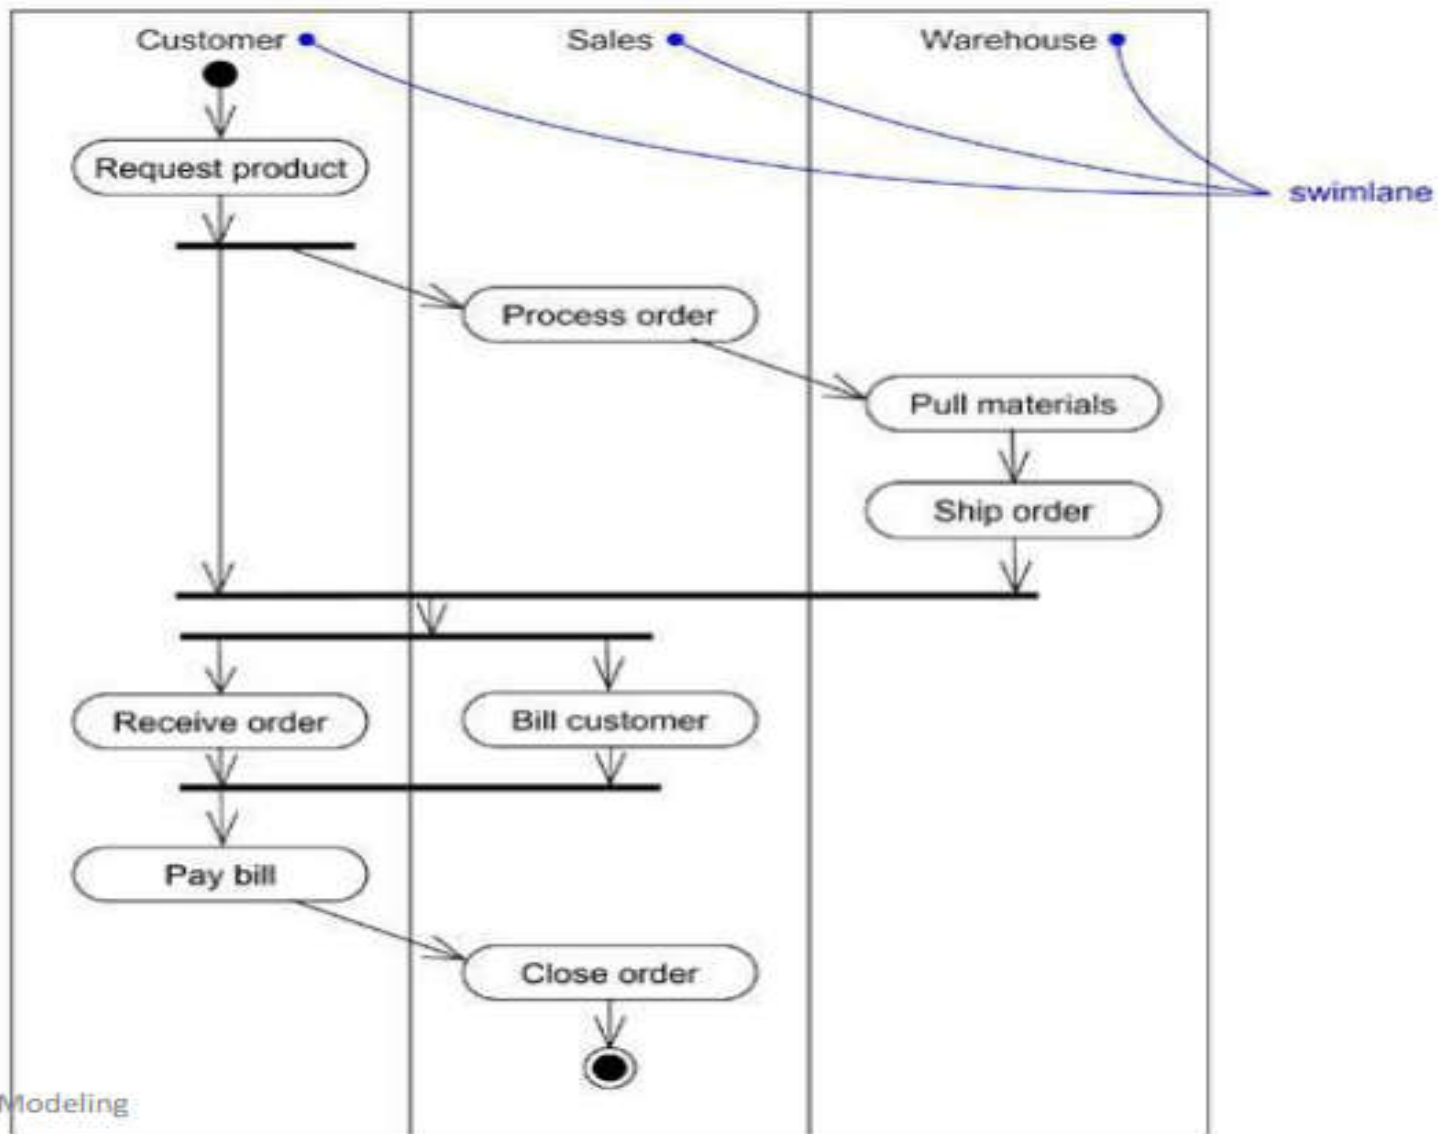 Customer
Sales
Warehouse
Request product
swimlane
Process order
Pull materials
Ship order
Receive order
Bill customer
Pay bill
Close order
Modeling